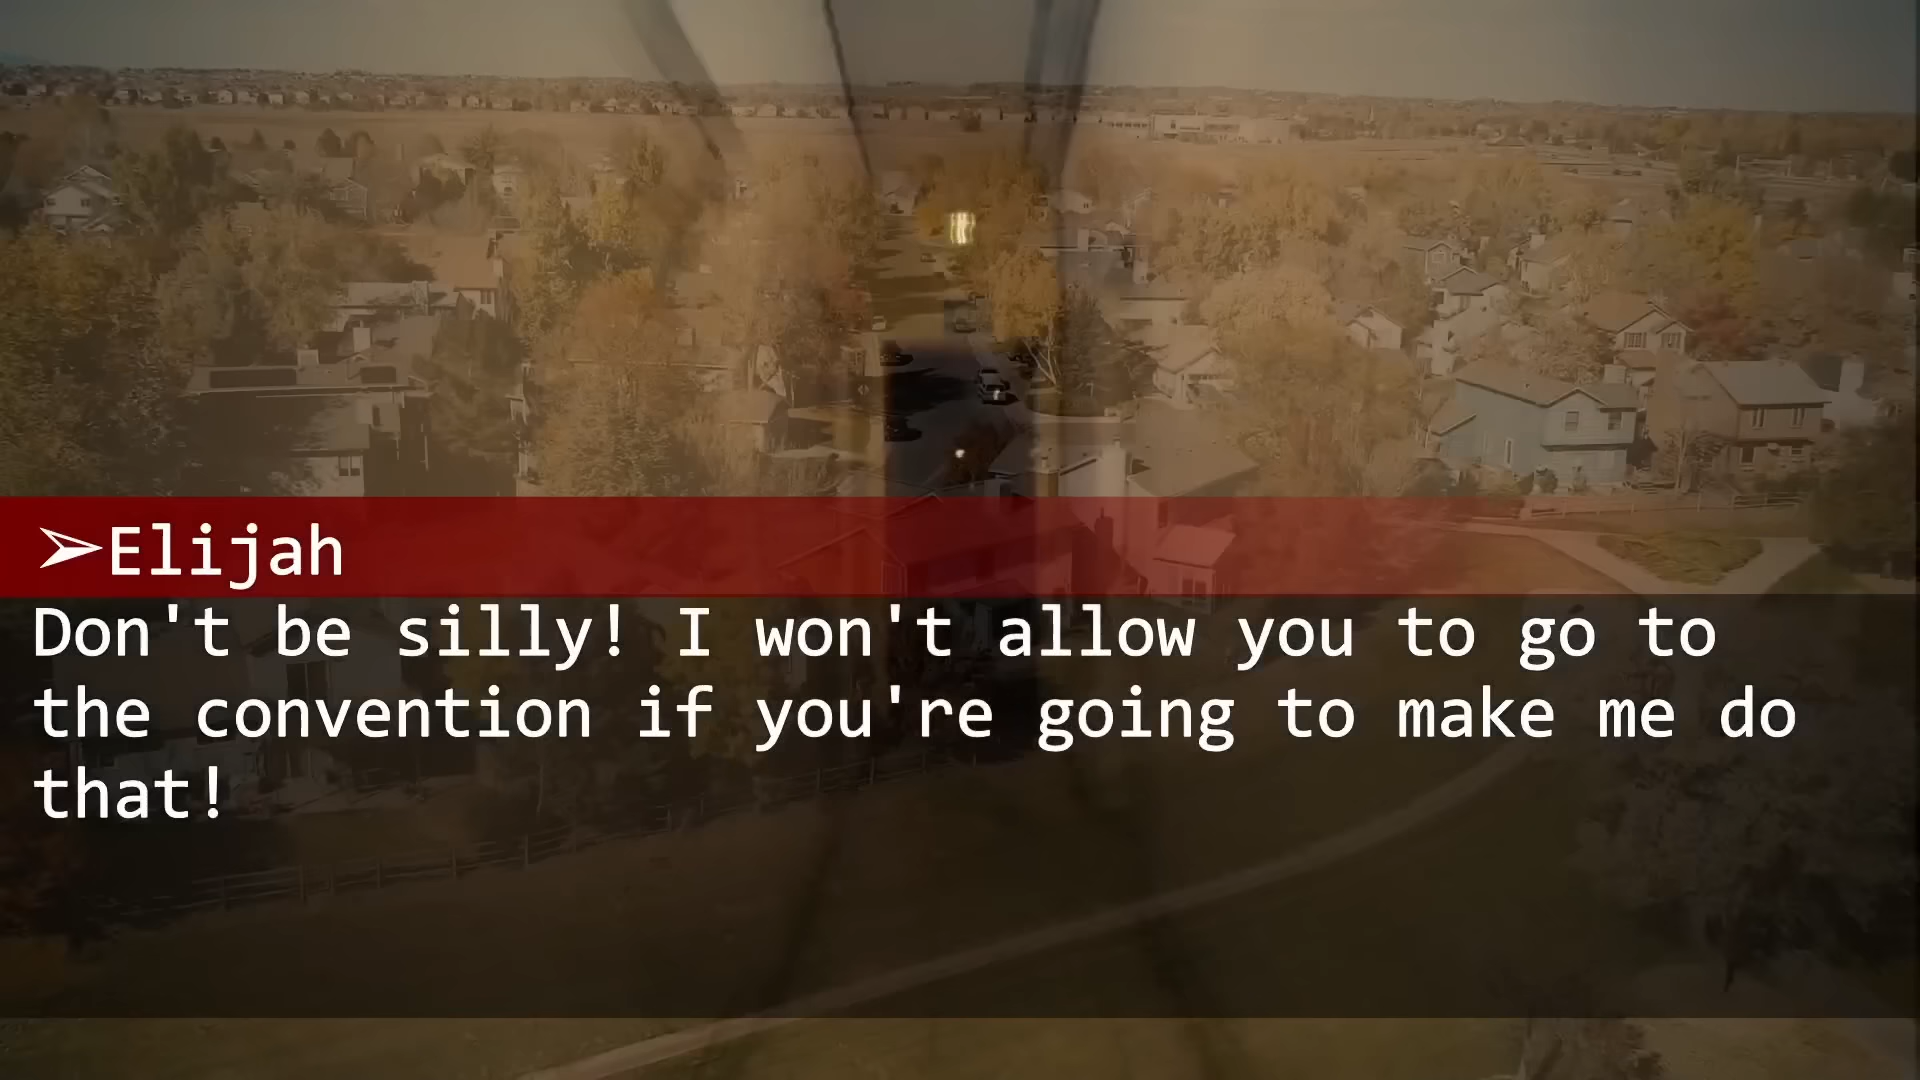 ➢Elijah
Don't be silly! I won't allow you to go to
the convention if you're going to make me do
that!